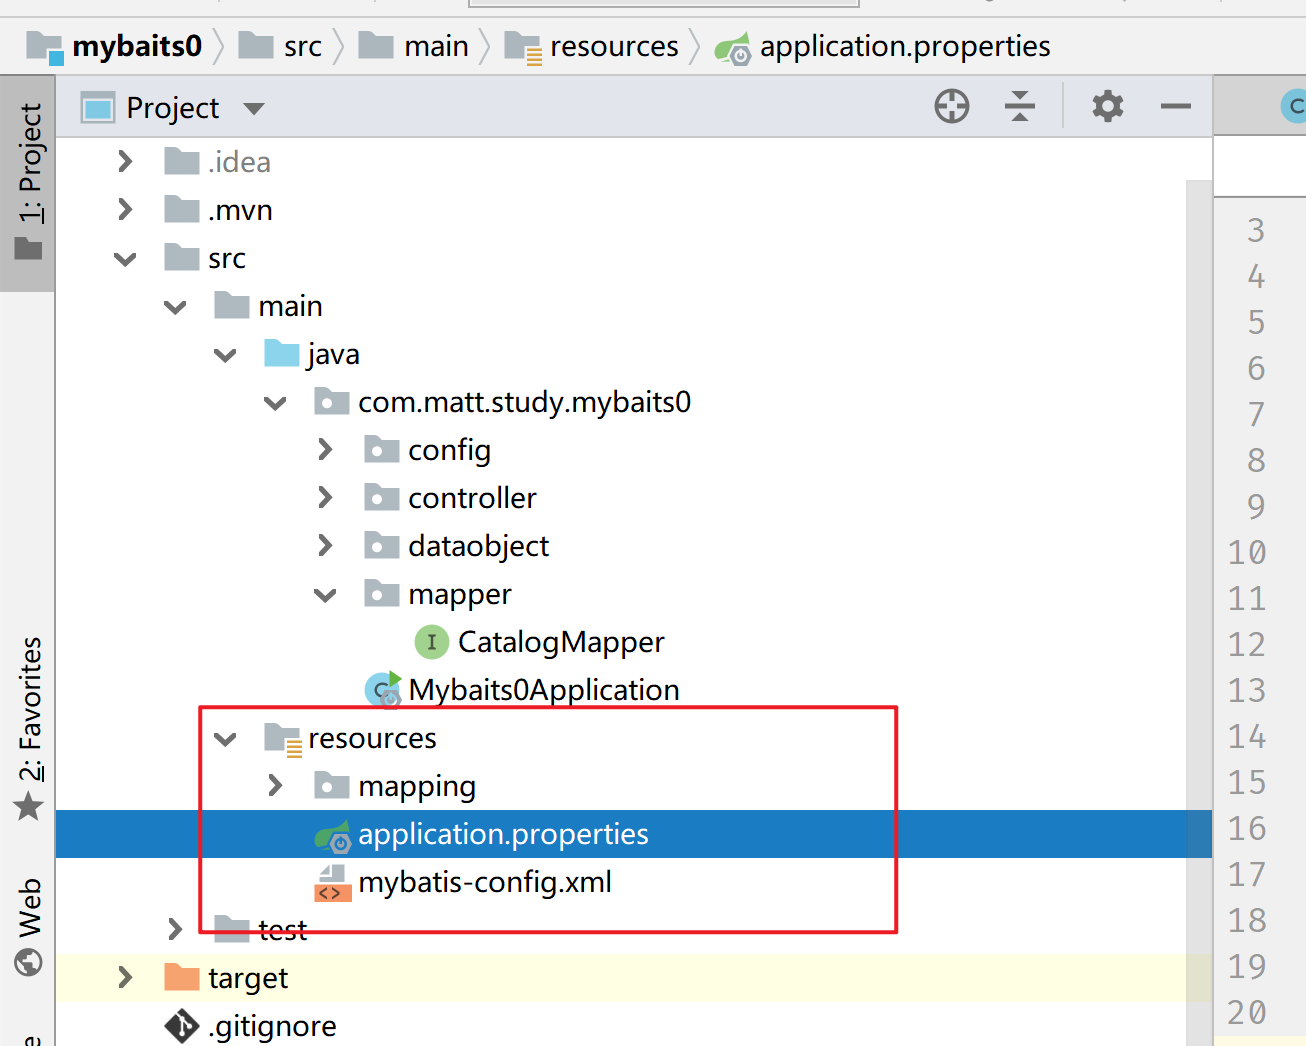 mybaits0 src main resources application.properties
1: Project
Project
.idea
.mvn
src
main
java
com.matt.study.mybaits0
config
controller
dataobject
mapper
I CatalogMapper
C Mybaits0Application
resources
mapping
application.properties
<> mybatis-config.xml
test
target
.gitignore
2: Favorites
Web
C
3
4
5
6
7
8
9
10
11
12
13
14
15
16
17
18
19
20